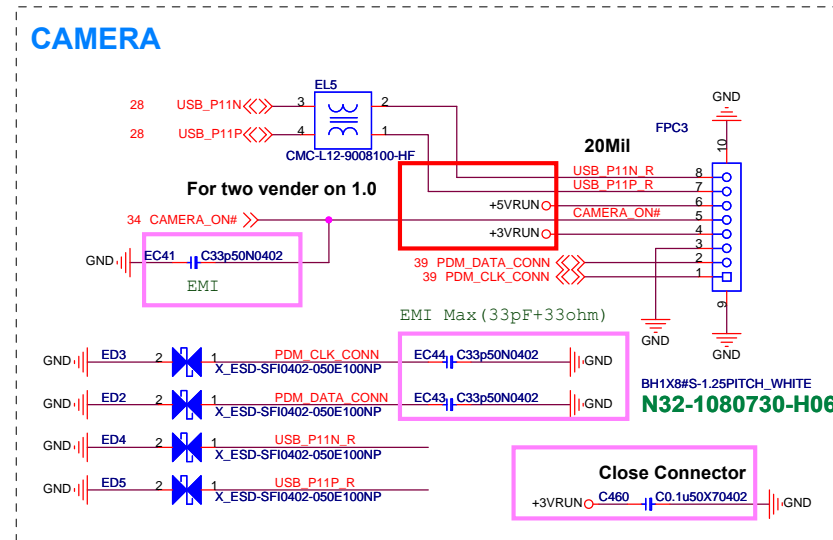 CAMERA
EL5
28 USB_P11N 3 2
28 USB_P11P 4 1
CMC-L12-9008100-HF
For two vender on 1.0
34 CAMERA_ON#
GND EC41 C33p50N0402
EMI
20Mil
FPC3
GND
10
USB_P11N_R 8
USB_P11P_R 7
+5VRUN 6
CAMERA_ON# 5
+3VRUN 4
3
39 PDM_DATA_CONN 2
39 PDM_CLK_CONN 1
9
GND
GND
EMI Max(33pF+33ohm)
GND ED3 2 1 PDM_CLK_CONN EC44 C33p50N0402 GND
X_ESD-SFI0402-050E100NP
GND ED2 2 1 PDM_DATA_CONN EC43 C33p50N0402 GND
X_ESD-SFI0402-050E100NP
GND ED4 2 1 USB_P11N_R
X_ESD-SFI0402-050E100NP
GND ED5 2 1 USB_P11P_R
X_ESD-SFI0402-050E100NP
BH1X8#S-1.25PITCH_WHITE
N32-1080730-H06
Close Connector
+3VRUN C460 C0.1u50X70402 GND